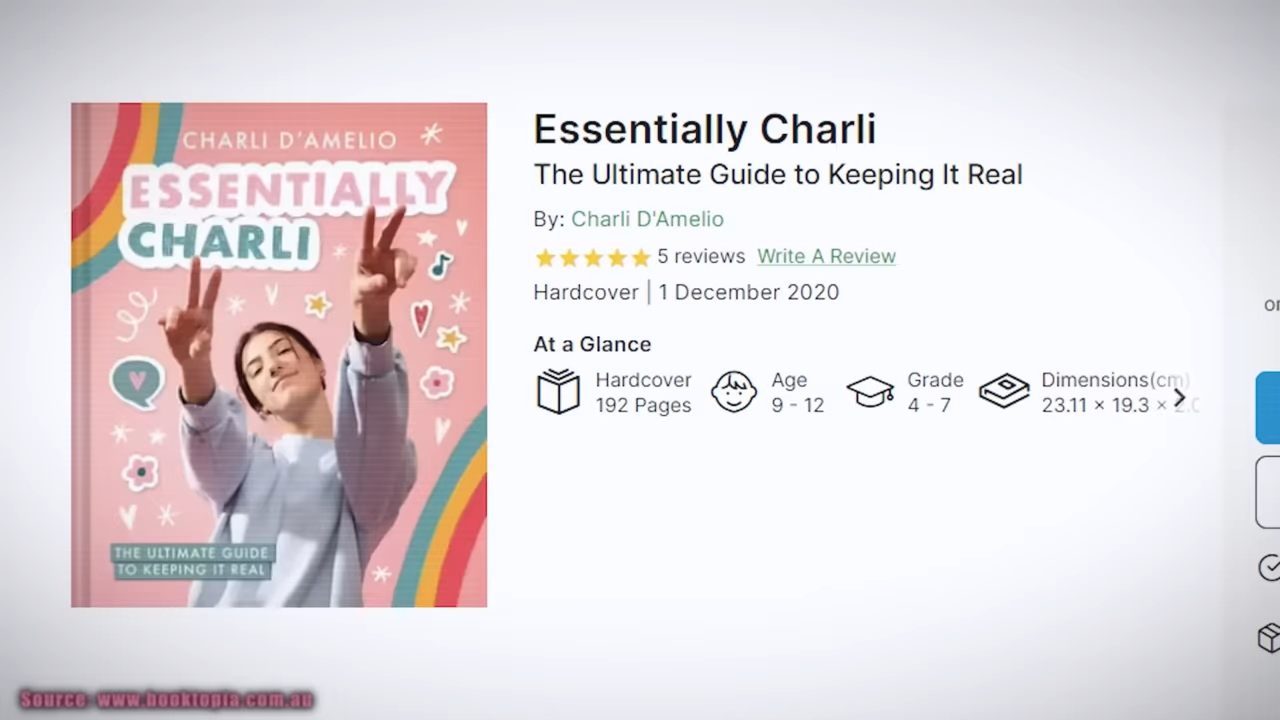 CHARLI D'AMELIO
ESSENTIALLY
CHARLI
THE ULTIMATE GUIDE
TO KEEPING IT REAL
Essentially Charli
The Ultimate Guide to Keeping It Real
By: Charli D'Amelio
5 reviews Write A Review
Hardcover | 1 December 2020
At a Glance
Hardcover
192 Pages
Age
9 - 12
Grade
4 - 7
Dimensions(cm)
23.11 × 19.3 ×
Source- www.booktopia.com.au